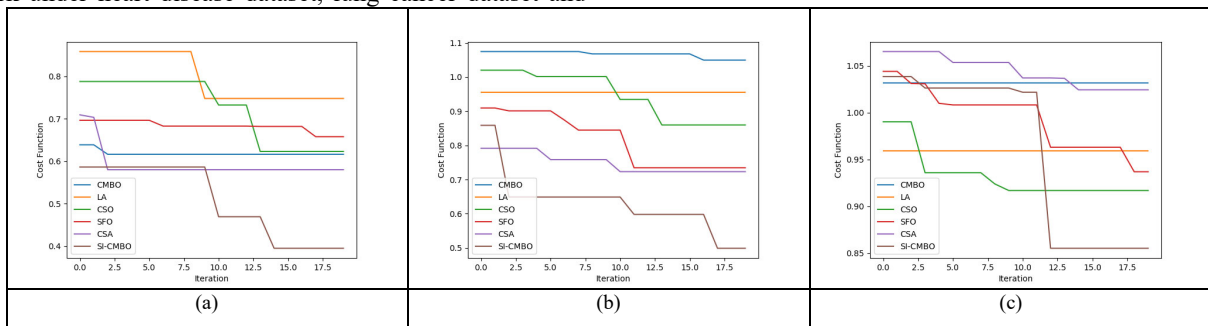 under heart disease dataset, lung cancer dataset and
0.8
0.7
0.6
0.5
0.4
Cost Function
CMBO
LA
CSO
SFO
CSA
SI-CMBO
0.0 2.5 5.0 7.5 10.0 12.5 15.0 17.5
Iteration
1.1
1.0
0.9
0.8
0.7
0.6
0.5
Cost Function
CMBO
LA
CSO
SFO
CSA
SI-CMBO
0.0 2.5 5.0 7.5 10.0 12.5 15.0 17.5
Iteration
1.05
1.00
0.95
0.90
0.85
Cost Function
CMBO
LA
CSO
SFO
CSA
SI-CMBO
0.0 2.5 5.0 7.5 10.0 12.5 15.0 17.5
Iteration
(a) (b) (c)